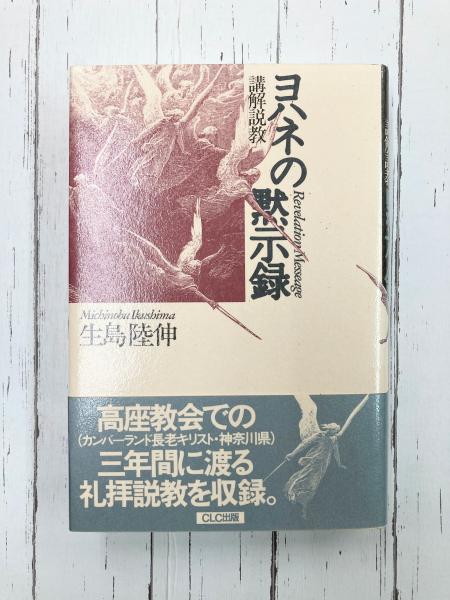 ヨハネの黙示録
講解説教
Revelation Messeage
Michinobu Ikushima
生島陸伸
高座教会での
(カンバーランド長老キリスト・神奈川県)
三年間に渡る
礼拝説教を収録。
CLC出版